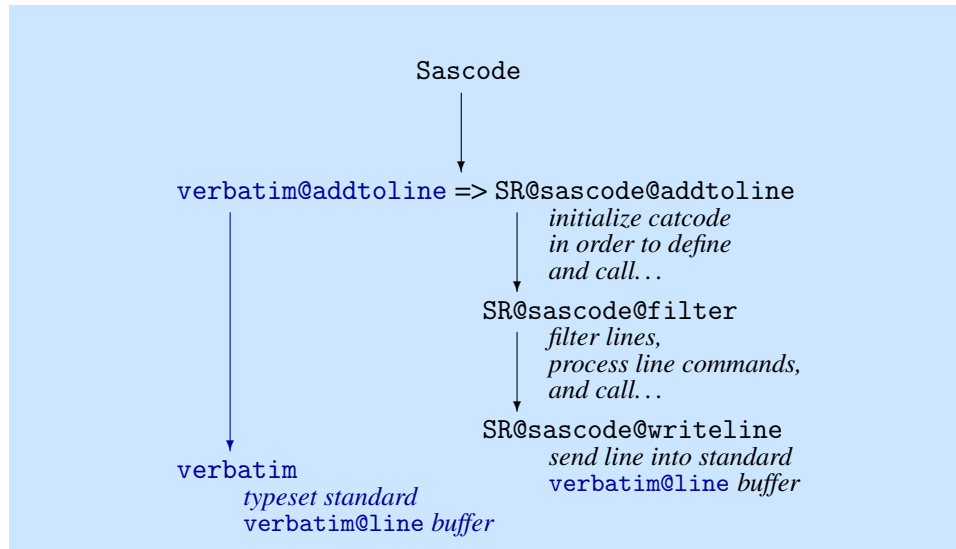 Sascode
verbatim@addtoline => SR@sascode@addtoline
initialize catcode
in order to define
and call...
SR@sascode@filter
filter lines,
process line commands,
and call...
SR@sascode@writeline
send line into standard
verbatim@line buffer
verbatim
typeset standard
verbatim@line buffer